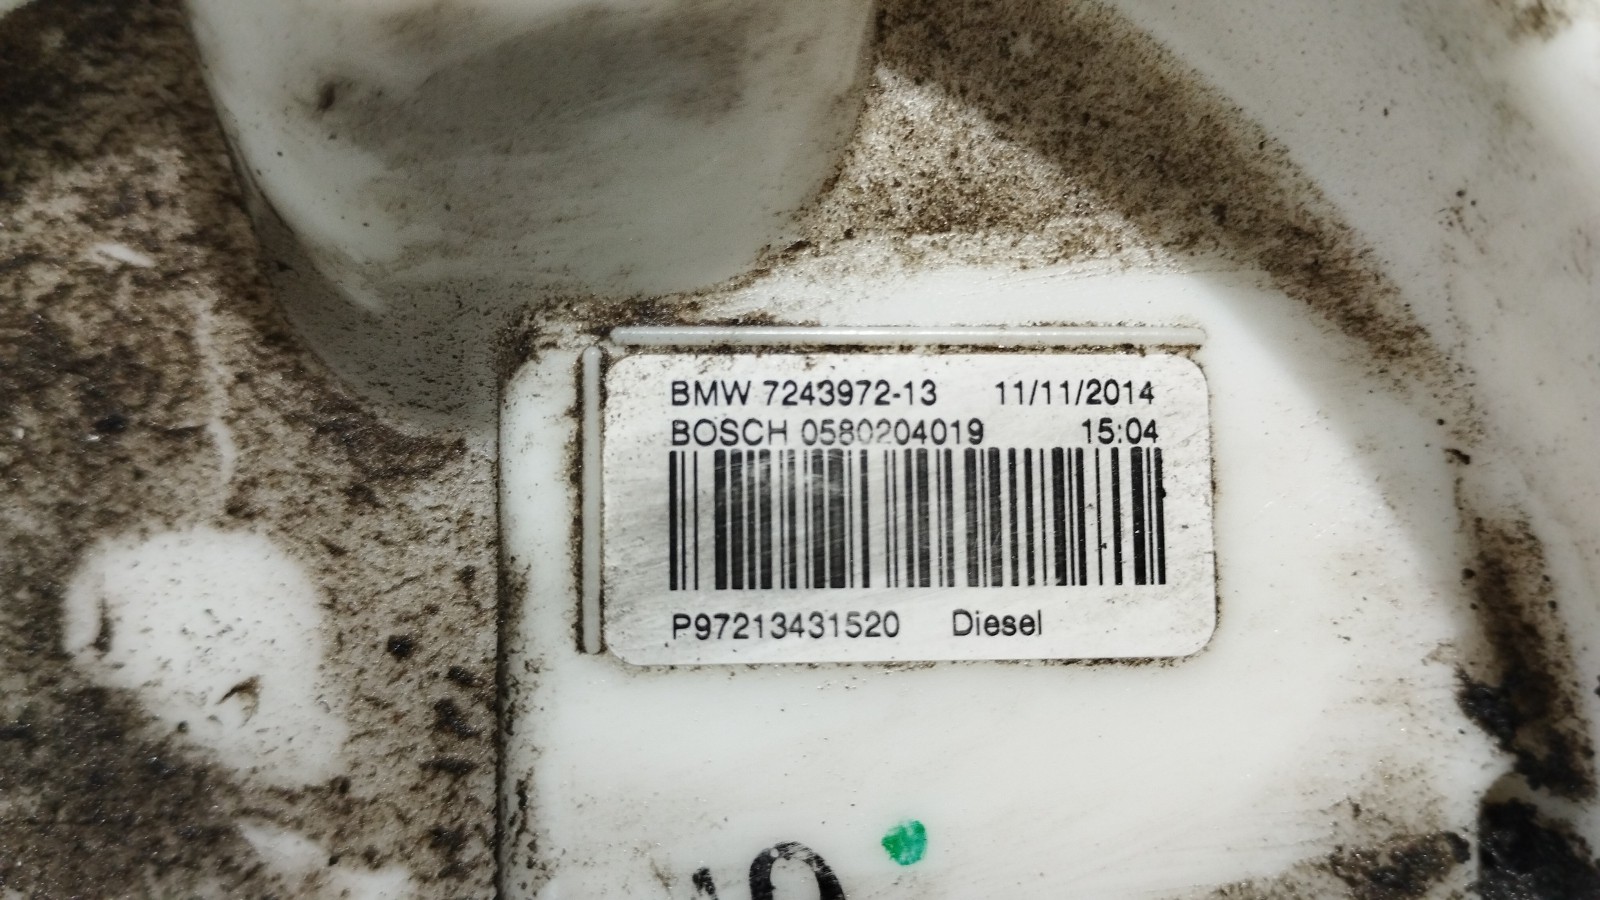 BMW 7243972-13 11/11/2014
BOSCH 0580204019 15:04
P97213431520 Diesel